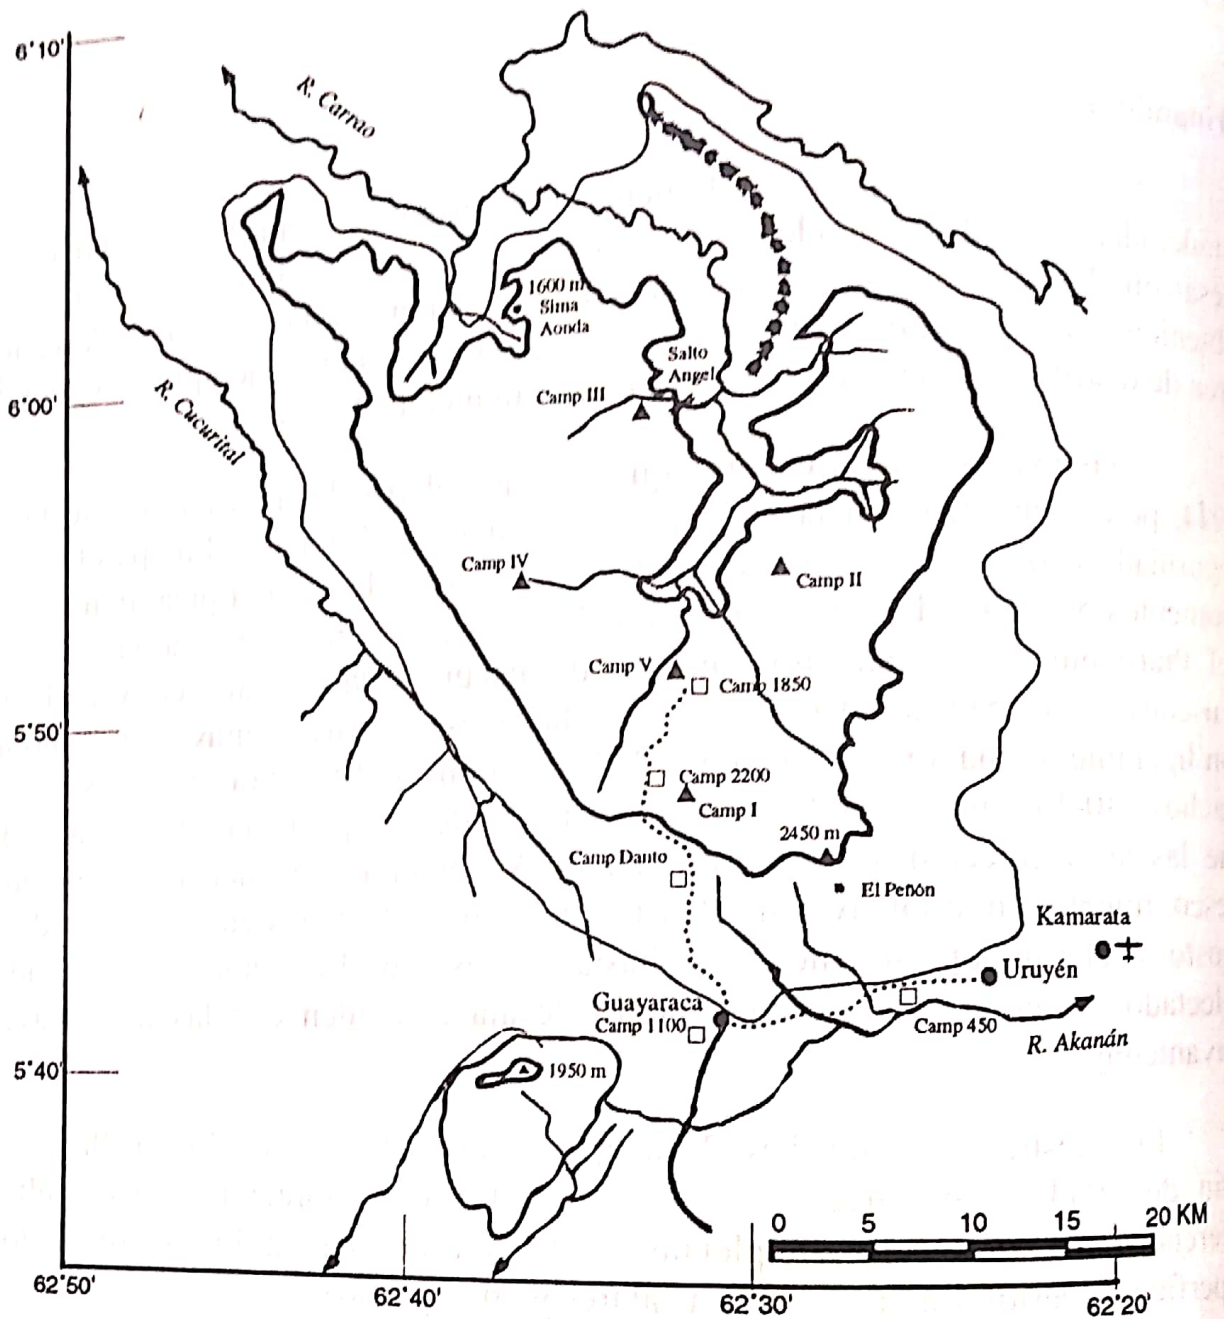 6°10'
R. Carrao
1600 m
Sima
Aonda
Salto
Angel
Camp III
6°00'
R. Cucurital
Camp IV
Camp II
Camp V
Camp 1850
5°50'
Camp 2200
Camp I
2450 m
Camp Danto
El Peñón
Kamarata
Uruyén
Guayaraca
Camp 1100
Camp 450
R. Akanán
5°40'
1950 m
0 5 10 15 20 KM
62°50'
62°40'
62°30'
62°20'